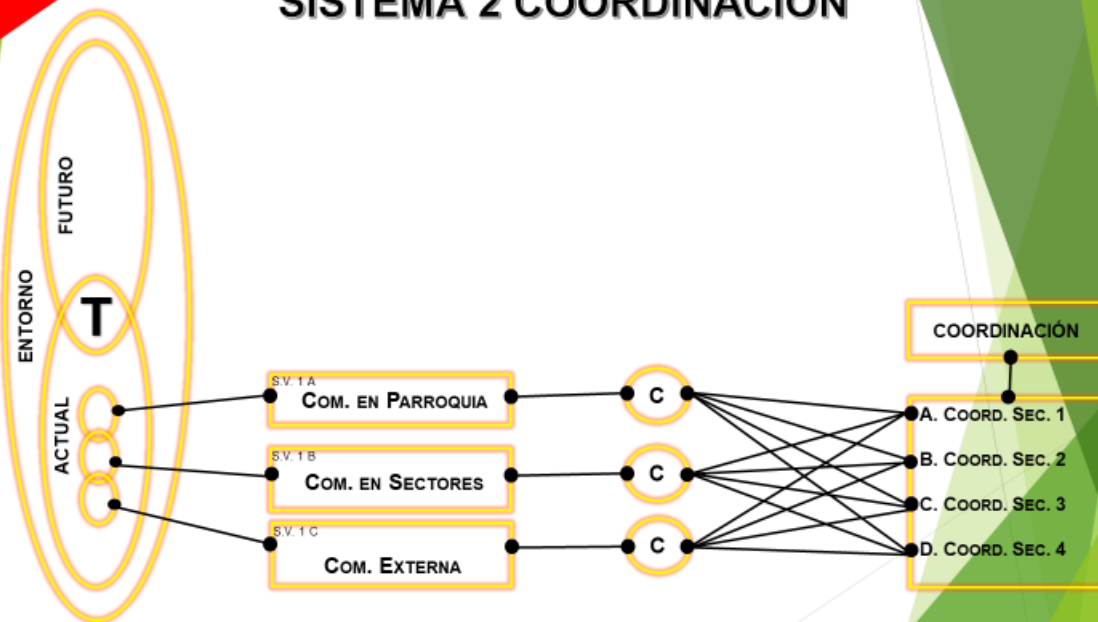 SISTEMA 2 COORDINACIÓN
FUTURO
ENTORNO
T
ACTUAL
S.V. 1 A
COM. EN PARROQUIA
C
S.V. 1 B
COM. EN SECTORES
C
S.V. 1 C
COM. EXTERNA
C
COORDINACIÓN
A. COORD. SEC. 1
B. COORD. SEC. 2
C. COORD. SEC. 3
D. COORD. SEC. 4